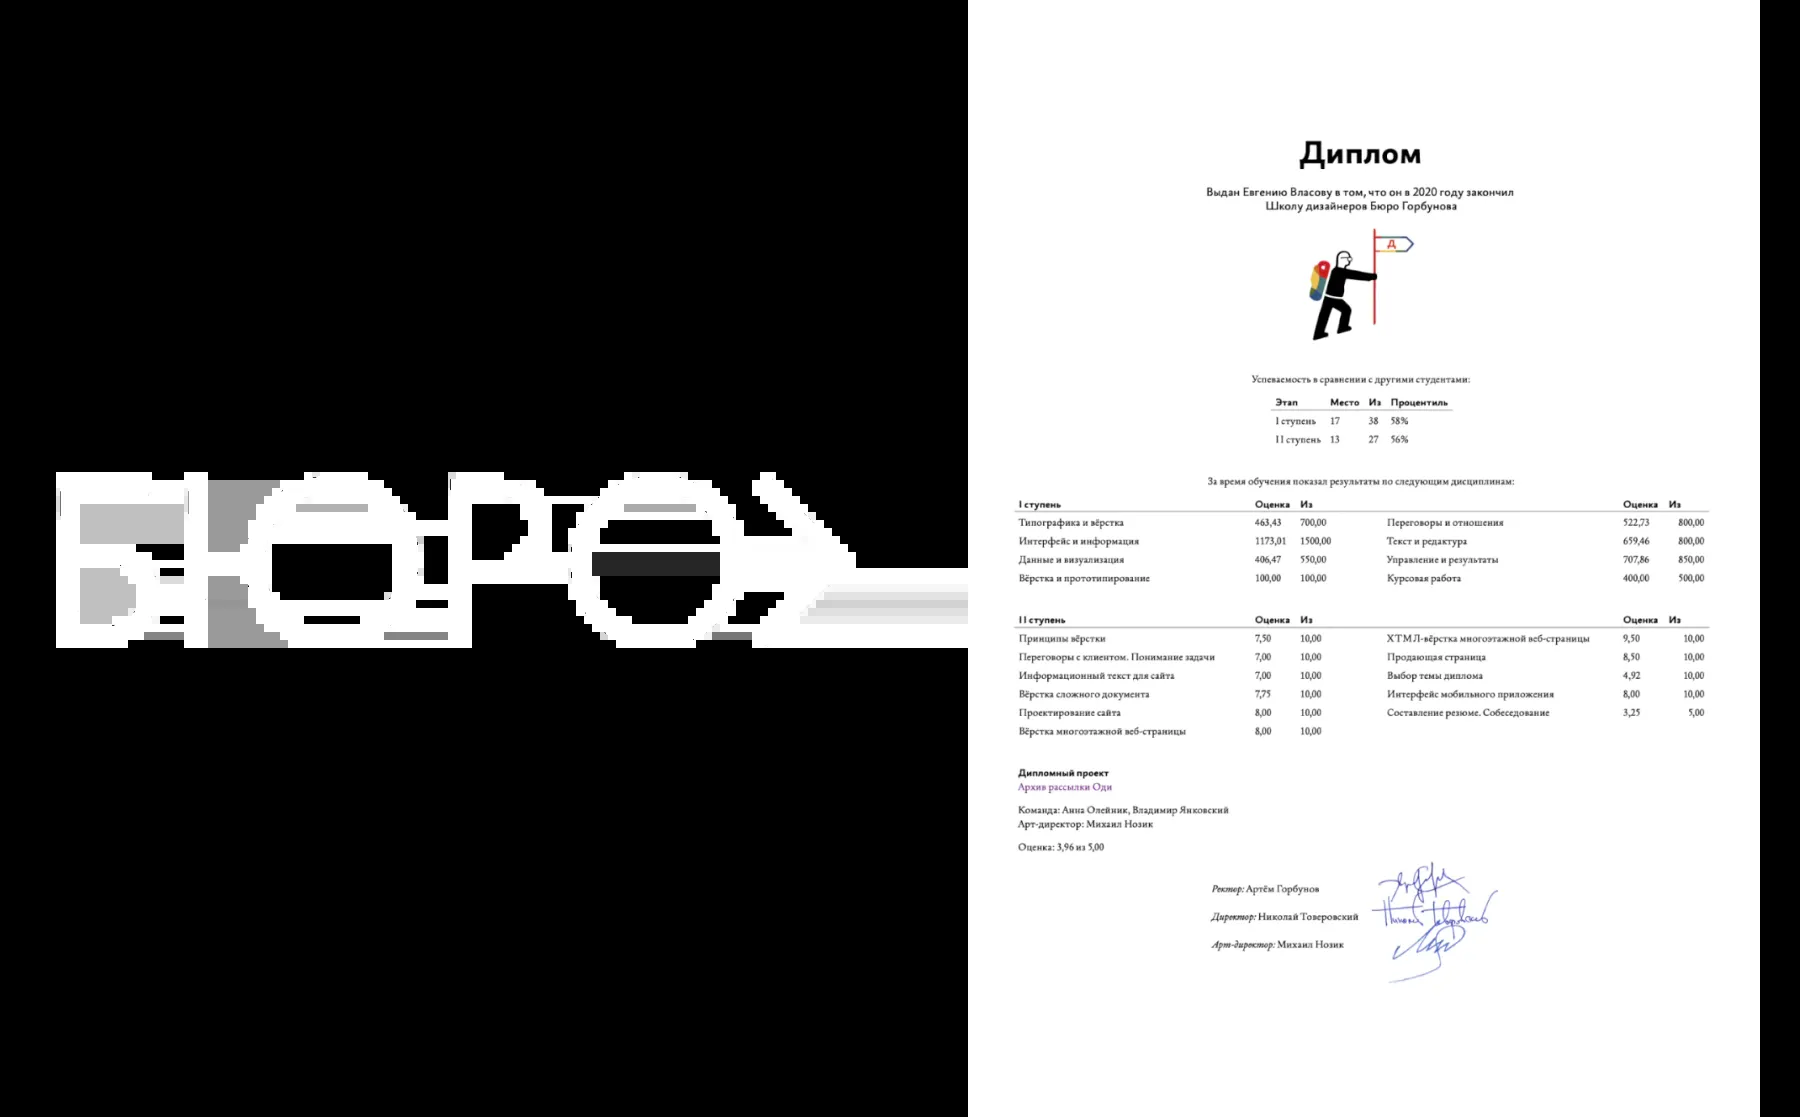 БЮРО
Диплом
Выдан Евгению Власову в том, что он в 2020 году закончил
Школу дизайнеров Бюро Горбунова
Д
Успеваемость в сравнении с другими студентами:
Этап Место Из Процентиль
I ступень 17 38 58%
II ступень 13 27 56%
За время обучения показал результаты по следующим дисциплинам:
I ступень Оценка Из Оценка Из
Типографика и вёрстка 463,43 700,00 Переговоры и отношения 522,73 800,00
Интерфейс и информация 1173,01 1500,00 Текст и редактура 659,46 800,00
Данные и визуализация 406,47 550,00 Управление и результаты 707,86 850,00
Вёрстка и прототипирование 100,00 100,00 Курсовая работа 400,00 500,00
II ступень Оценка Из Оценка Из
Принципы вёрстки 7,50 10,00 ХТМЛ-вёрстка многоэтажной веб-страницы 9,50 10,00
Переговоры с клиентом. Понимание задачи 7,00 10,00 Продающая страница 8,50 10,00
Информационный текст для сайта 7,00 10,00 Выбор темы диплома 4,92 10,00
Вёрстка сложного документа 7,75 10,00 Интерфейс мобильного приложения 8,00 10,00
Проектирование сайта 8,00 10,00 Составление резюме. Собеседование 3,25 5,00
Вёрстка многоэтажной веб-страницы 8,00 10,00
Дипломный проект
Архив рассылки Оди
Команда: Анна Олейник, Владимир Янковский
Арт-директор: Михаил Нозик
Оценка: 3,96 из 5,00
Ректор: Артём Горбунов
Директор: Николай Товеровский
Арт-директор: Михаил Нозик